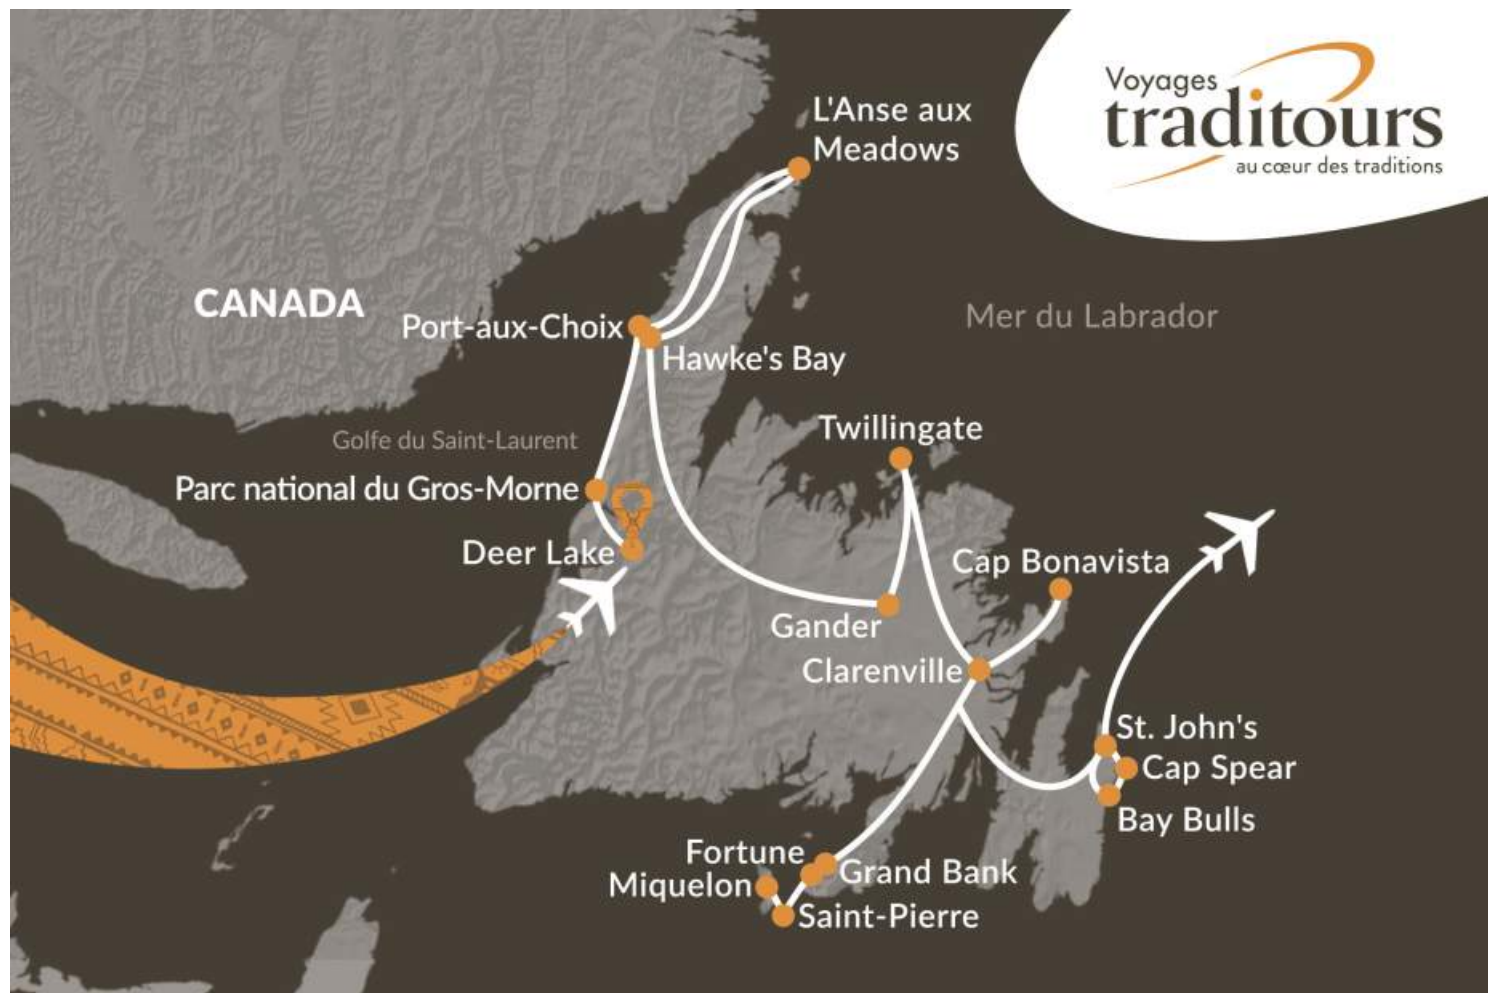 Voyages
traditours
au cœur des traditions
L'Anse aux
Meadows
CANADA
Mer du Labrador
Port-aux-Choix
Hawke's Bay
Twillingate
Golfe du Saint-Laurent
Parc national du Gros-Morne
Deer Lake
Cap Bonavista
Gander
Clarenville
St. John's
Cap Spear
Bay Bulls
Fortune
Grand Bank
Miquelon
Saint-Pierre